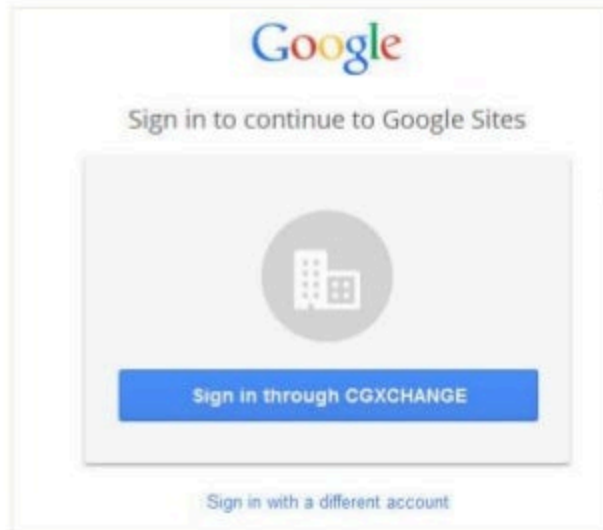 Google
Sign in to continue to Google Sites
Sign in through CGXCHANGE
Sign in with a different account